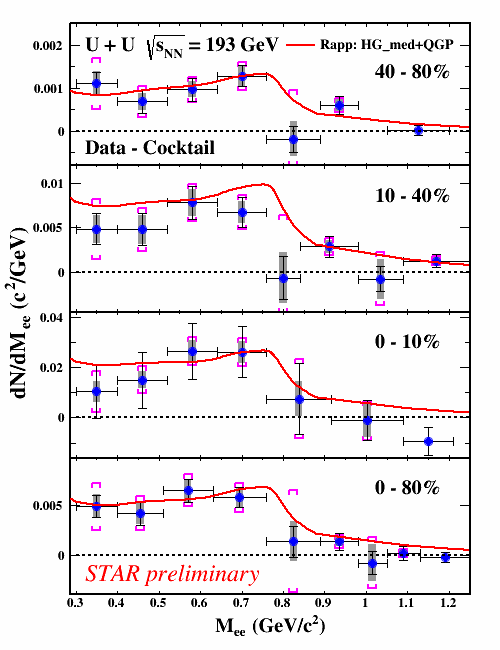 U + U √sNN = 193 GeV
Rapp: HG_med+QGP
40 - 80%
Data - Cocktail
0.002
0.001
0
10 - 40%
0.01
0.005
0
0 - 10%
0.04
0.02
0
0 - 80%
0.005
0
STAR preliminary
dN/dMee (c2/GeV)
0.3 0.4 0.5 0.6 0.7 0.8 0.9 1 1.1 1.2
Mee (GeV/c2)